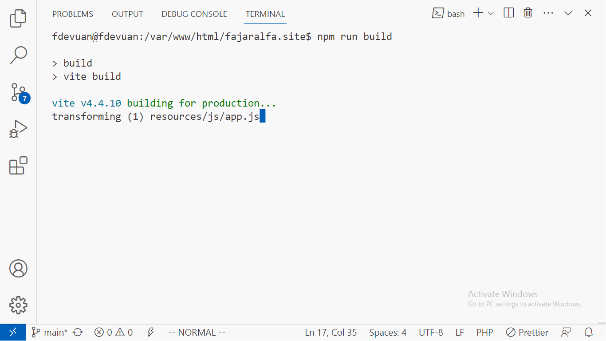 PROBLEMS OUTPUT DEBUG CONSOLE TERMINAL bash
fdevuan@fdevuan:/var/www/html/fajaralfa.site$ npm run build
> build
> vite build
vite v4.4.10 building for production...
transforming (1) resources/js/app.js
7
Activate Windows
Go to PC settings to activate Windows.
main* 0 0 -- NORMAL -- Ln 17, Col 35 Spaces: 4 UTF-8 LF PHP Prettier